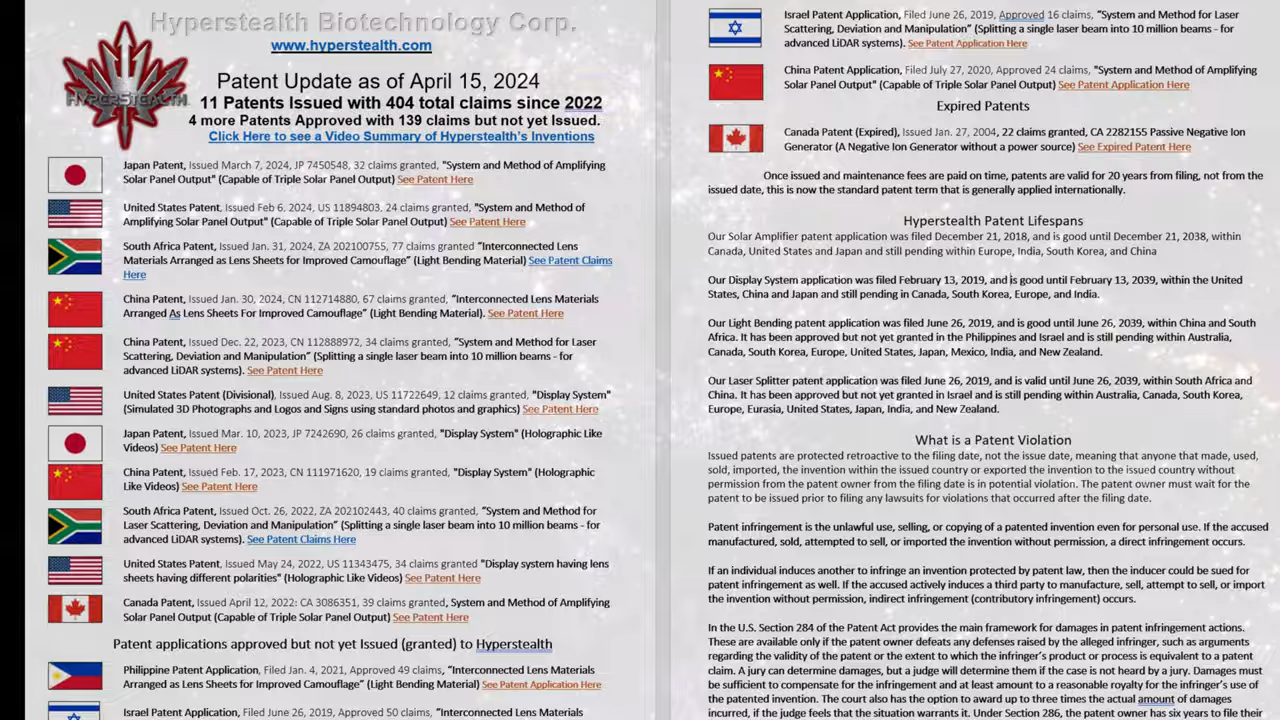 Hyperstealth Biotechnology Corp.
www.hyperstealth.com
HYPERSTEALTH
Patent Update as of April 15, 2024
11 Patents Issued with 404 total claims since 2022
4 more Patents Approved with 139 claims but not yet Issued.
Click Here to see a Video Summary of Hyperstealth's Inventions
Japan Patent, Issued March 7, 2024, JP 7450548, 32 claims granted, "System and Method of Amplifying
Solar Panel Output" (Capable of Triple Solar Panel Output) See Patent Here
United States Patent, Issued Feb 6, 2024, US 11894803, 24 claims granted, "System and Method of
Amplifying Solar Panel Output" (Capable of Triple Solar Panel Output) See Patent Here
South Africa Patent, Issued Jan. 31, 2024, ZA 202100755, 77 claims granted "Interconnected Lens
Materials Arranged as Lens Sheets for Improved Camouflage" (Light Bending Material) See Patent Claims
Here
China Patent, Issued Jan. 30, 2024, CN 112714880, 67 claims granted, "Interconnected Lens Materials
Arranged As Lens Sheets For Improved Camouflage" (Light Bending Material). See Patent Here
China Patent, Issued Dec. 22, 2023, CN 112888972, 34 claims granted, "System and Method for Laser
Scattering, Deviation and Manipulation" (Splitting a single laser beam into 10 million beams - for
advanced LiDAR systems). See Patent Here
United States Patent (Divisional), Issued Aug. 8, 2023, US 11722649, 12 claims granted, "Display System"
(Simulated 3D Photographs and Logos and Signs using standard photos and graphics) See Patent Here
Japan Patent, Issued Mar. 10, 2023, JP 7242690, 26 claims granted, "Display System" (Holographic Like
Videos) See Patent Here
China Patent, Issued Feb. 17, 2023, CN 111971620, 19 claims granted, "Display System" (Holographic
Like Videos) See Patent Here
South Africa Patent, Issued Oct. 26, 2022, ZA 202102443, 40 claims granted, "System and Method for
Laser Scattering, Deviation and Manipulation" (Splitting a single laser beam into 10 million beams - for
advanced LiDAR systems). See Patent Claims Here
United States Patent, Issued May 24, 2022, US 11343475, 34 claims granted "Display system having lens
sheets having different polarities" (Holographic Like Videos) See Patent Here
Canada Patent, Issued April 12, 2022: CA 3086351, 39 claims granted, System and Method of Amplifying
Solar Panel Output (Capable of Triple Solar Panel Output) See Patent Here
Patent applications approved but not yet Issued (granted) to Hyperstealth
Philippine Patent Application, Filed Jan. 4, 2021, Approved 49 claims, "Interconnected Lens Materials
Arranged as Lens Sheets for Improved Camouflage" (Light Bending Material) See Patent Application Here
Israel Patent Application, Filed June 26, 2019, Approved 50 claims, "Interconnected Lens Materials
Israel Patent Application, Filed June 26, 2019, Approved 16 claims, "System and Method for Laser
Scattering, Deviation and Manipulation" (Splitting a single laser beam into 10 million beams - for
advanced LiDAR systems). See Patent Application Here
China Patent Application, Filed July 27, 2020, Approved 24 claims, "System and Method of Amplifying
Solar Panel Output" (Capable of Triple Solar Panel Output) See Patent Application Here
Expired Patents
Canada Patent (Expired), Issued Jan. 27, 2004, 22 claims granted, CA 2282155 Passive Negative Ion
Generator (A Negative Ion Generator without a power source) See Expired Patent Here
Once issued and maintenance fees are paid on time, patents are valid for 20 years from filing, not from the
issued date, this is now the standard patent term that is generally applied internationally.
Hyperstealth Patent Lifespans
Our Solar Amplifier patent application was filed December 21, 2018, and is good until December 21, 2038, within
Canada, United States and Japan and still pending within Europe, India, South Korea, and China
Our Display System application was filed February 13, 2019, and is good until February 13, 2039, within the United
States, China and Japan and still pending in Canada, South Korea, Europe, and India.
Our Light Bending patent application was filed June 26, 2019, and is good until June 26, 2039, within China and South
Africa. It has been approved but not yet granted in the Philippines and Israel and is still pending within Australia,
Canada, South Korea, Europe, United States, Japan, Mexico, India, and New Zealand.
Our Laser Splitter patent application was filed June 26, 2019, and is valid until June 26, 2039, within South Africa and
China. It has been approved but not yet granted in Israel and is still pending within Australia, Canada, South Korea,
Europe, Eurasia, United States, Japan, India, and New Zealand.
What is a Patent Violation
Issued patents are protected retroactive to the filing date, not the issue date, meaning that anyone that made, used,
sold, imported, the invention within the issued country or exported the invention to the issued country without
permission from the patent owner from the filing date is in potential violation. The patent owner must wait for the
patent to be issued prior to filing any lawsuits for violations that occurred after the filing date.
Patent infringement is the unlawful use, selling, or copying of a patented invention even for personal use. If the accused
manufactured, sold, attempted to sell, or imported the invention without permission, a direct infringement occurs.
If an individual induces another to infringe an invention protected by patent law, then the inducer could be sued for
patent infringement as well. If the accused actively induces a third party to manufacture, sell, attempt to sell, or import
the invention without permission, indirect infringement (contributory infringement) occurs.
In the U.S. Section 284 of the Patent Act provides the main framework for damages in patent infringement actions.
These are available only if the patent owner defeats any defenses raised by the alleged infringer, such as arguments
regarding the validity of the patent or the extent to which the infringer's product or process is equivalent to a patent
claim. A jury can determine damages, but a judge will determine them if the case is not heard by a jury. Damages must
be sufficient to compensate for the infringement and at least amount to a reasonable royalty for the infringer's use of
the patented invention. The court also has the option to award up to three times the actual amount of damages
incurred, if the judge feels that the situation warrants it. Under Section 286, the patent owner has six years to file their